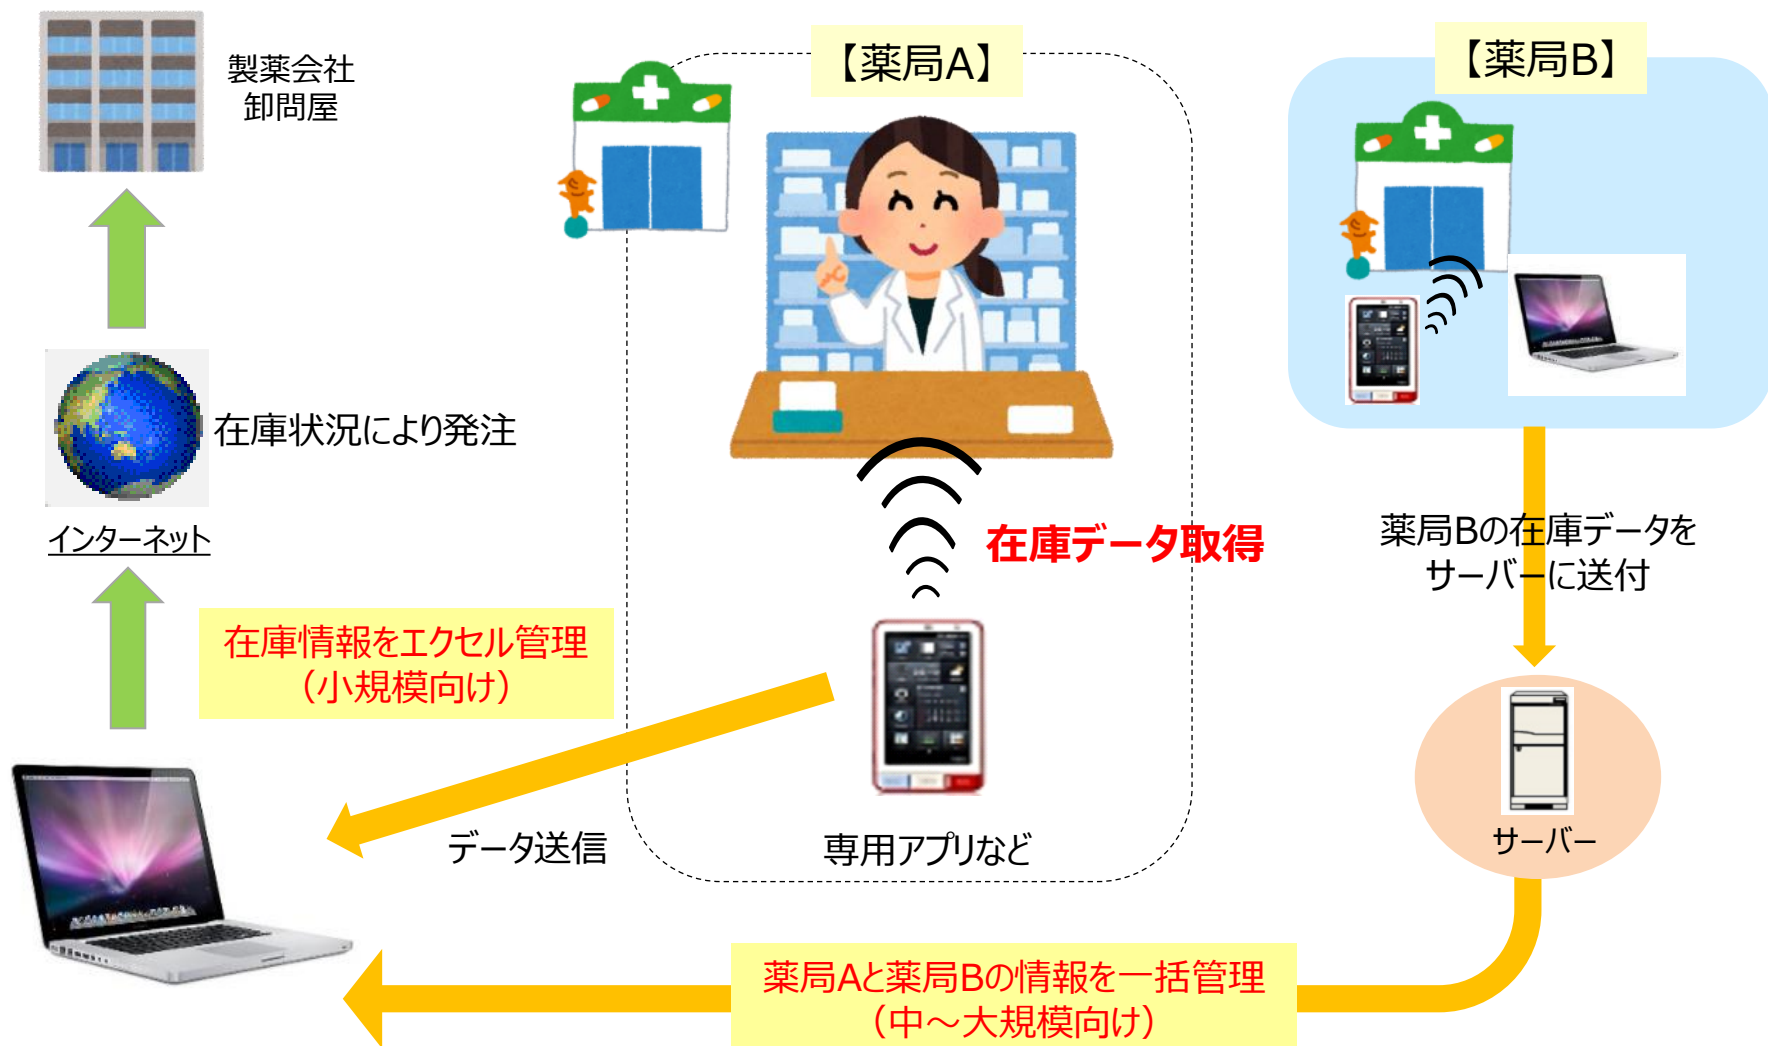 製薬会社
卸問屋
【薬局A】
【薬局B】
在庫状況により発注
インターネット
在庫データ取得
薬局Bの在庫データを
サーバーに送付
在庫情報をエクセル管理
（小規模向け）
データ送信
専用アプリなど
サーバー
薬局Aと薬局Bの情報を一括管理
（中～大規模向け）